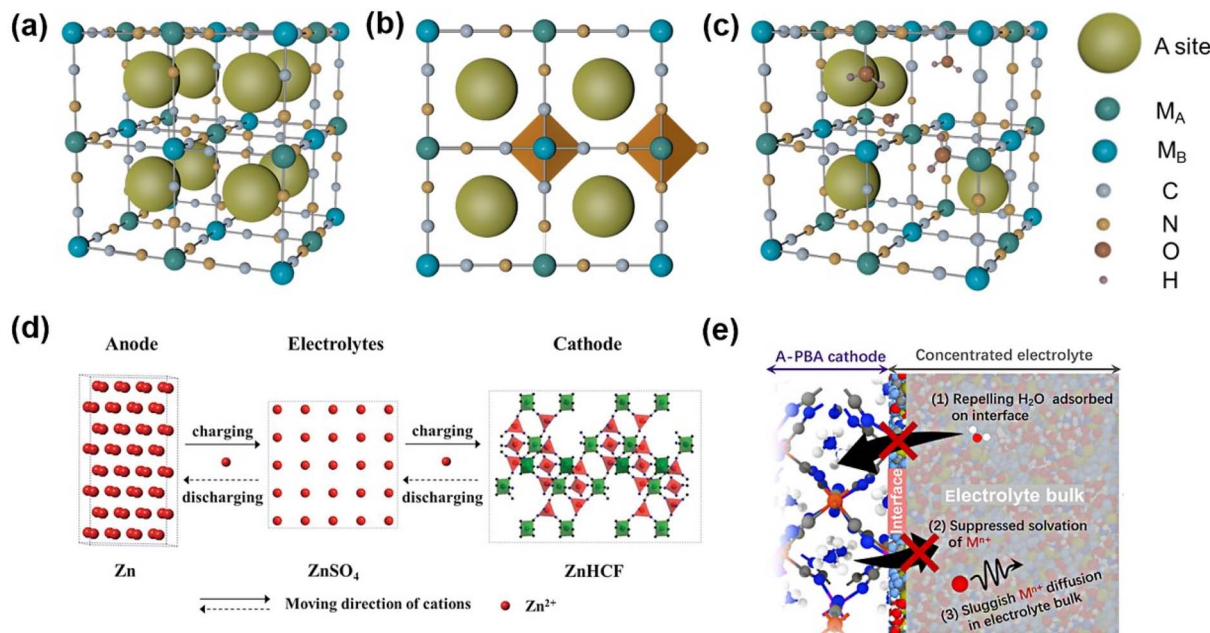 (a)
(b)
(c)
A site
M_A
M_B
C
N
O
H
(d)
Anode
Electrolytes
Cathode
charging
discharging
charging
discharging
Zn
ZnSO₄
ZnHCF
Moving direction of cations
Zn²⁺
(e)
A-PBA cathode
Concentrated electrolyte
(1) Repelling H₂O adsorbed
on interface
Interface
Electrolyte bulk
(2) Suppressed solvation
of Mⁿ⁺
(3) Sluggish Mⁿ⁺ diffusion
in electrolyte bulk